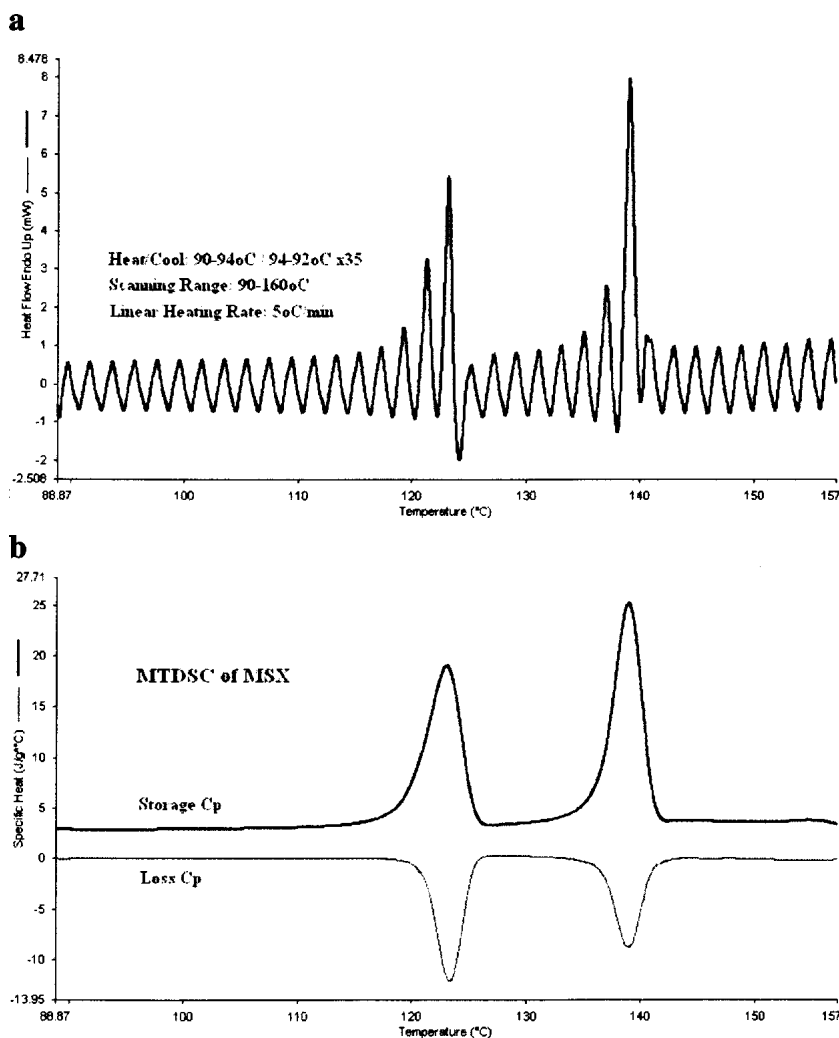 a
8.478
8
7
6
5
4
3
2
1
0
-1
-2
-2.508
Heat Flow Endo Up (mW)
Heat/Cool: 90-94oC / 94-92oC x35
Scanning Range: 90-160oC
Linear Heating Rate: 5oC/min
88.87 100 110 120 130 140 150 157
Temperature (°C)
b
27.71
25
20
15
10
5
0
-5
-10
-13.95
Specific Heat (J/g*°C)
MTDSC of MSX
Storage Cp
Loss Cp
88.87 100 110 120 130 140 150 157
Temperature (°C)